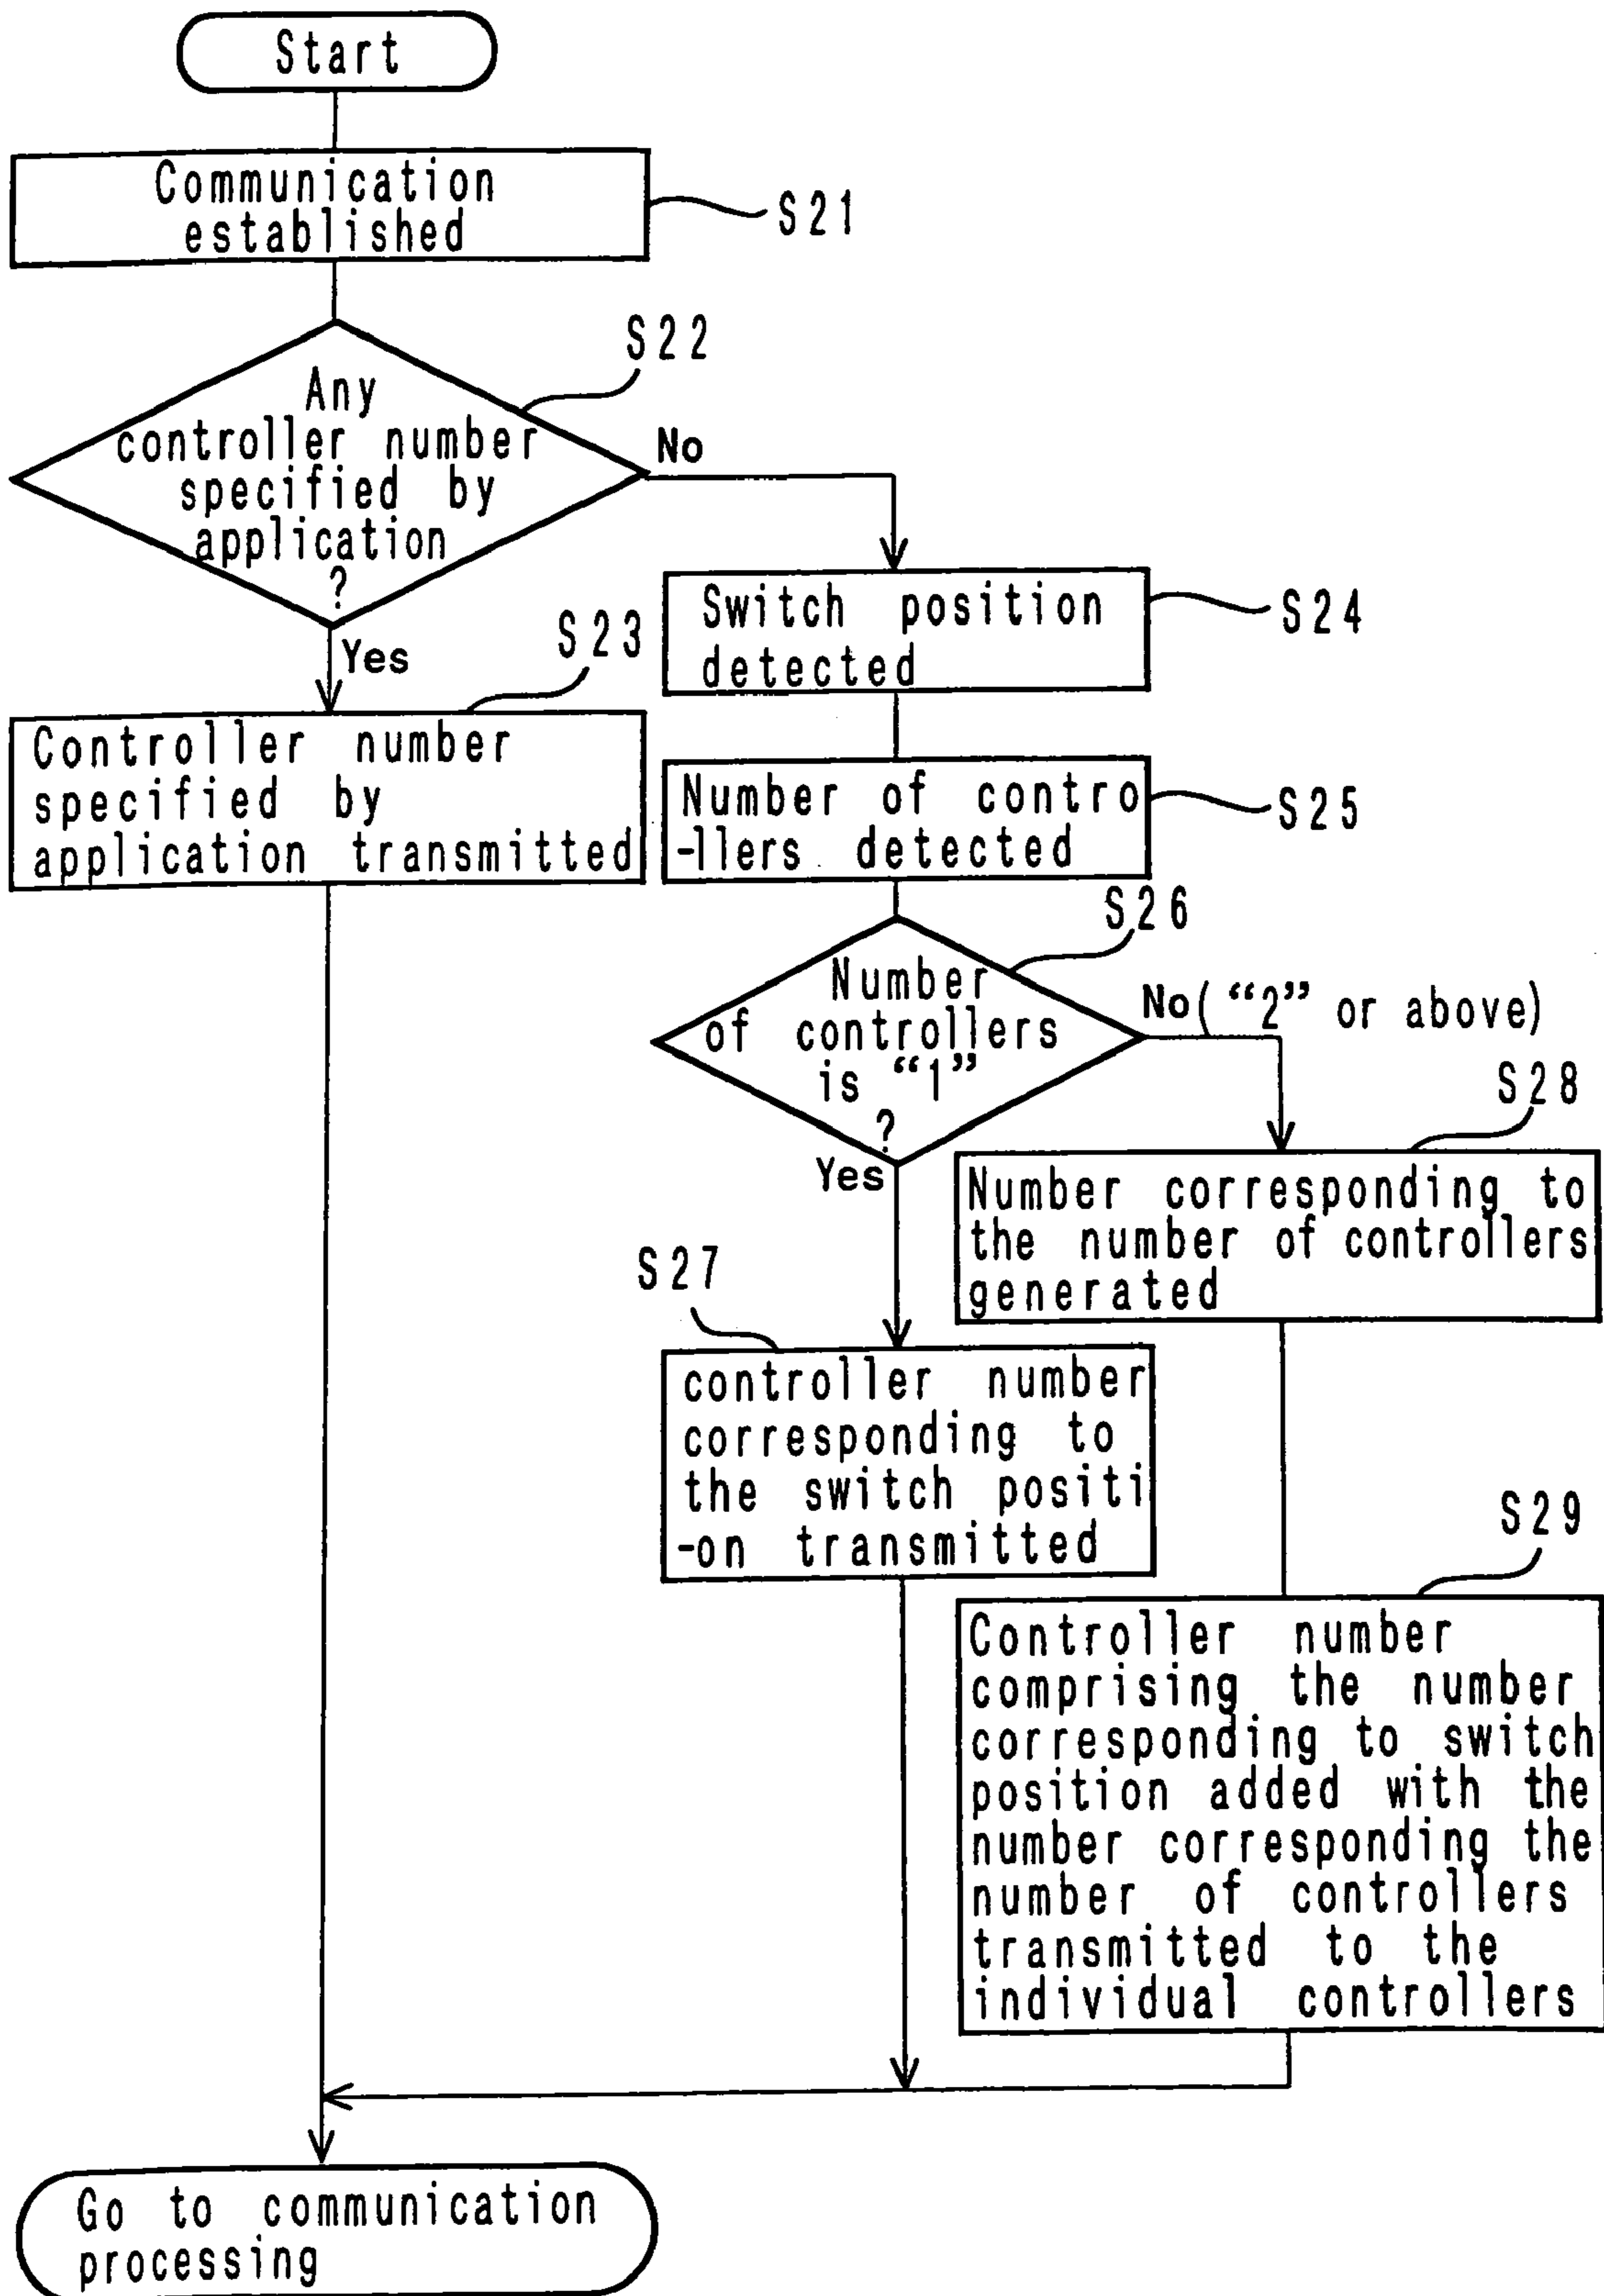 Start
Communication
established
S21
S22
Any
controller number
specified by
application
?
No
Yes
S23
Controller number
specified by
application transmitted
Switch position
detected
S24
Number of contro
-llers detected
S25
S26
Number
of controllers
is “1”
?
No(“2” or above)
Yes
S28
Number corresponding to
the number of controllers
generated
S27
controller number
corresponding to
the switch positi
-on transmitted
S29
Controller number
comprising the number
corresponding to switch
position added with the
number corresponding the
number of controllers
transmitted to the
individual controllers
Go to communication
processing